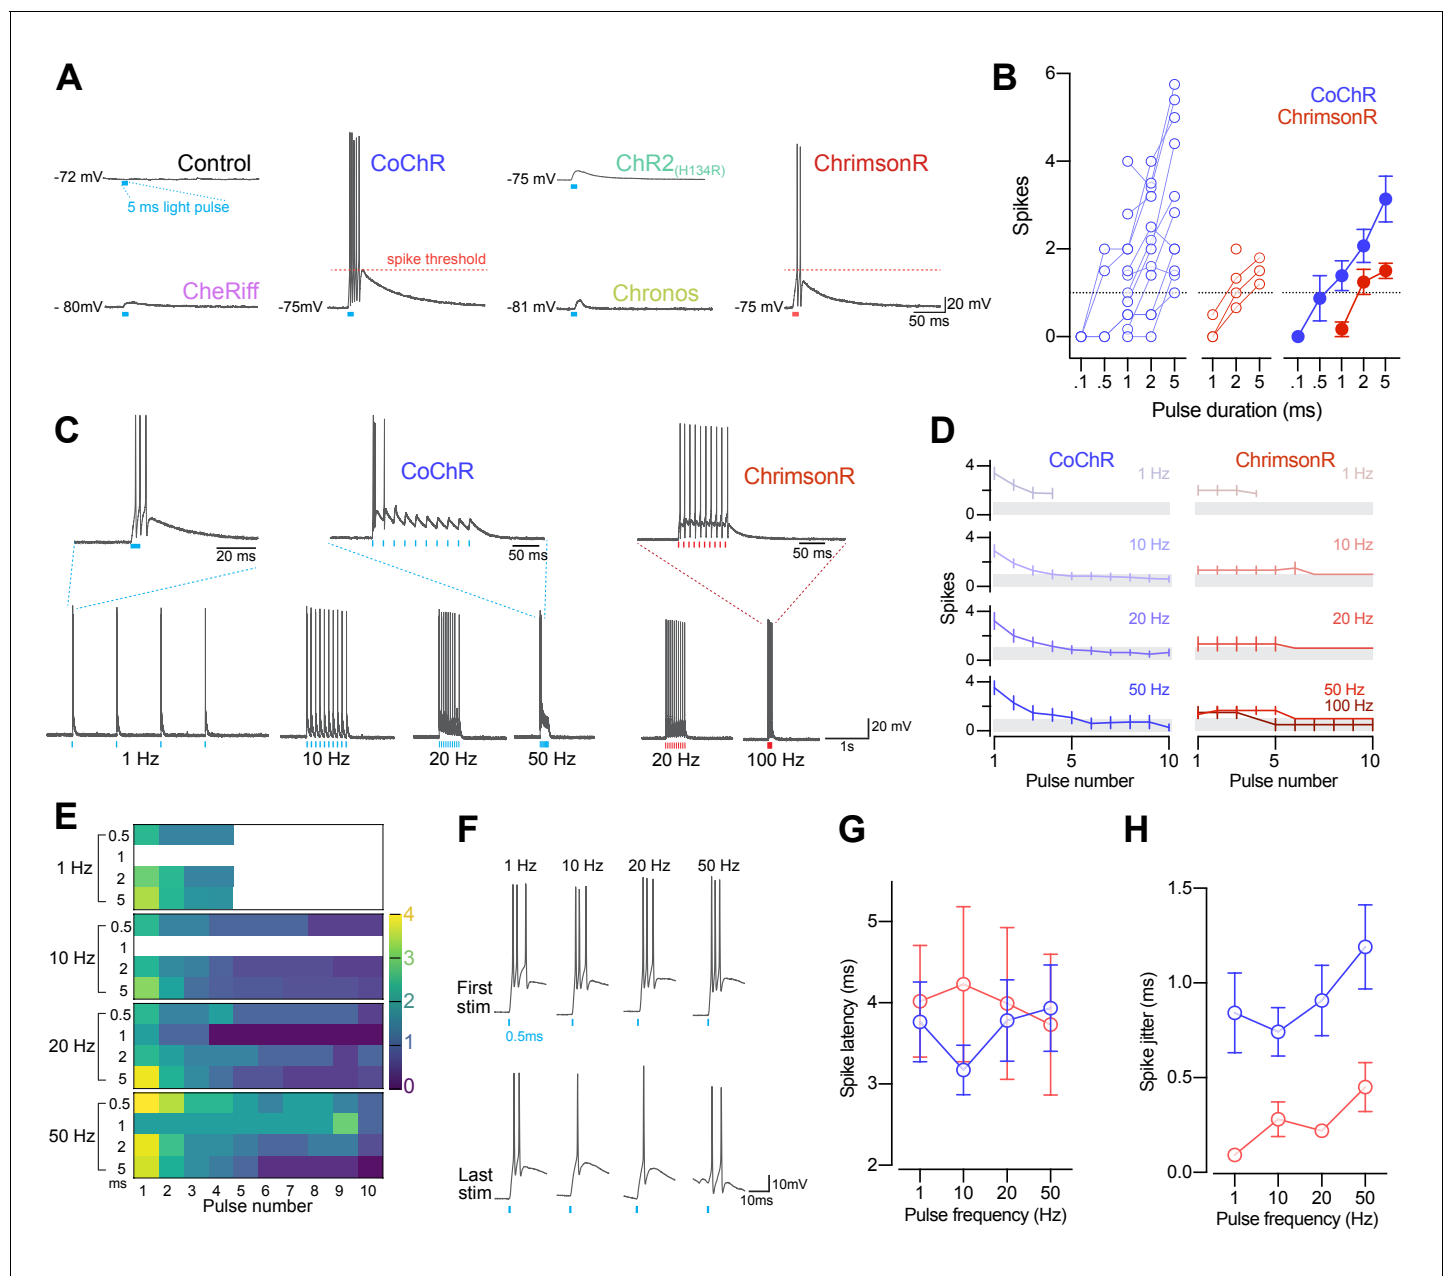 A
Control
-72 mV
5 ms light pulse
CheRiff
- 80mV
CoChR
spike threshold
-75mV
ChR2(H134R)
-75 mV
Chronos
-81 mV
ChrimsonR
-75 mV
20 mV
50 ms
B
CoChR
ChrimsonR
6
4
2
0
Spikes
.1 .5 1 2 5
1 2 5
.1 .5 1 2 5
Pulse duration (ms)
C
CoChR
ChrimsonR
20 ms
50 ms
50 ms
20 mV
1s
1 Hz
10 Hz
20 Hz
50 Hz
20 Hz
100 Hz
D
CoChR
ChrimsonR
4
0
1 Hz
1 Hz
4
0
10 Hz
10 Hz
Spikes
4
0
20 Hz
20 Hz
4
0
50 Hz
50 Hz
100 Hz
1 5 10
1 5 10
Pulse number
Pulse number
E
1 Hz
0.5
1
2
5
10 Hz
0.5
1
2
5
20 Hz
0.5
1
2
5
50 Hz
0.5
1
2
5
ms
1 2 3 4 5 6 7 8 9 10
Pulse number
4
3
2
1
0
F
1 Hz
10 Hz
20 Hz
50 Hz
First
stim
0.5ms
Last
stim
10mV
10ms
G
5
4
3
2
Spike latency (ms)
1 10 20 50
Pulse frequency (Hz)
H
1.5
1.0
0.5
0.0
Spike jitter (ms)
1 10 20 50
Pulse frequency (Hz)